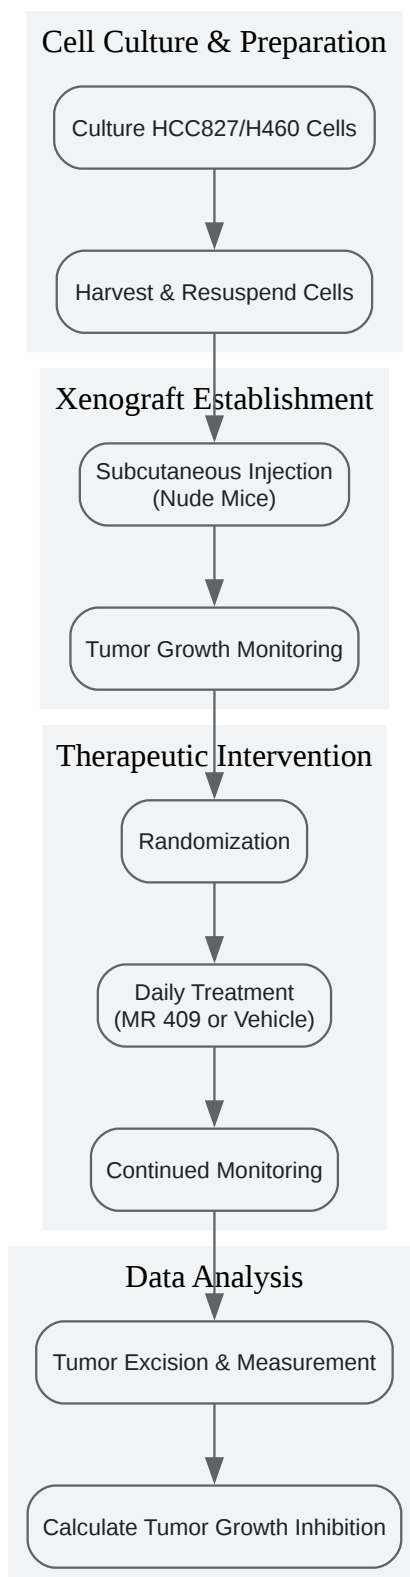 Cell Culture & Preparation
Culture HCC827/H460 Cells
Harvest & Resuspend Cells
Xenograft Establishment
Subcutaneous Injection
(Nude Mice)
Tumor Growth Monitoring
Therapeutic Intervention
Randomization
Daily Treatment
(MR 409 or Vehicle)
Continued Monitoring
Data Analysis
Tumor Excision & Measurement
Calculate Tumor Growth Inhibition